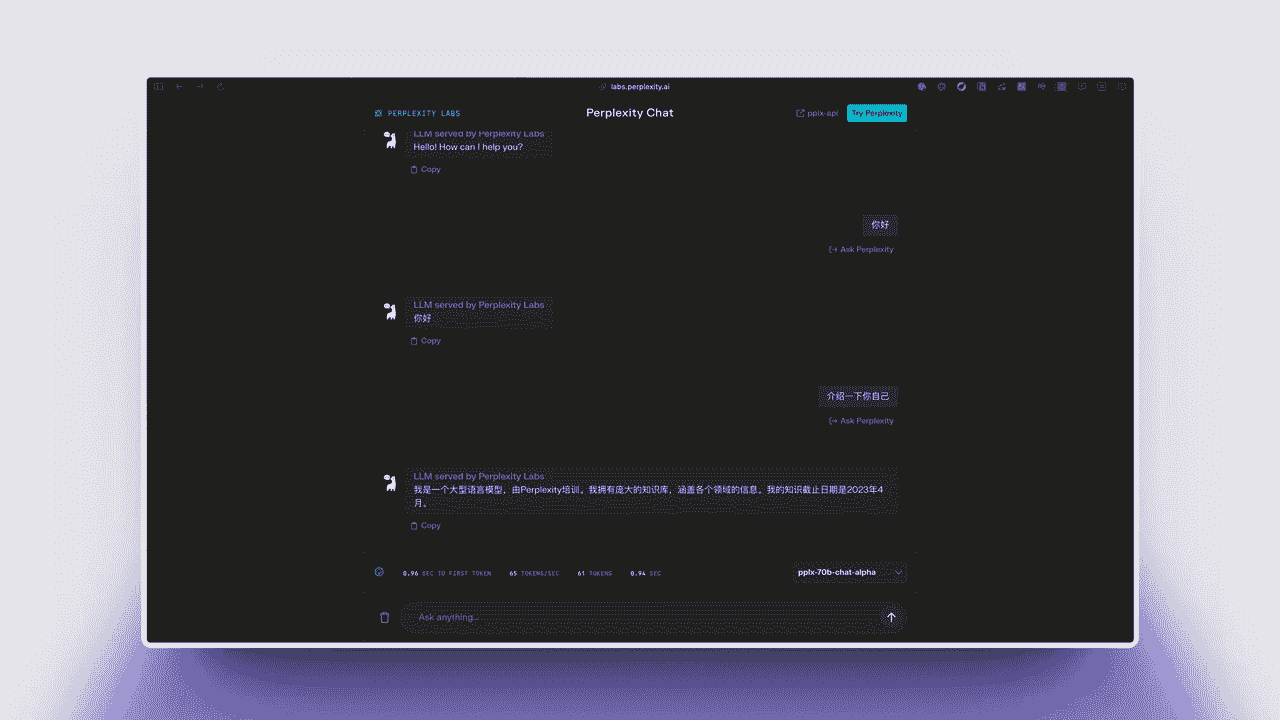 labs.perplexity.ai
PERPLEXITY LABS
Perplexity Chat
pplx-api
Try Perplexity
LLM served by Perplexity Labs
Hello! How can I help you?
Copy
你好
Ask Perplexity
LLM served by Perplexity Labs
你好
Copy
介绍一下你自己
Ask Perplexity
LLM served by Perplexity Labs
我是一个大型语言模型，由Perplexity培训。我拥有庞大的知识库，涵盖各个领域的信息。我的知识截止日期是2023年4
月。
Copy
0.96 SEC TO FIRST TOKEN 65 TOKENS/SEC 61 TOKENS 0.94 SEC
pplx-70b-chat-alpha
Ask anything...